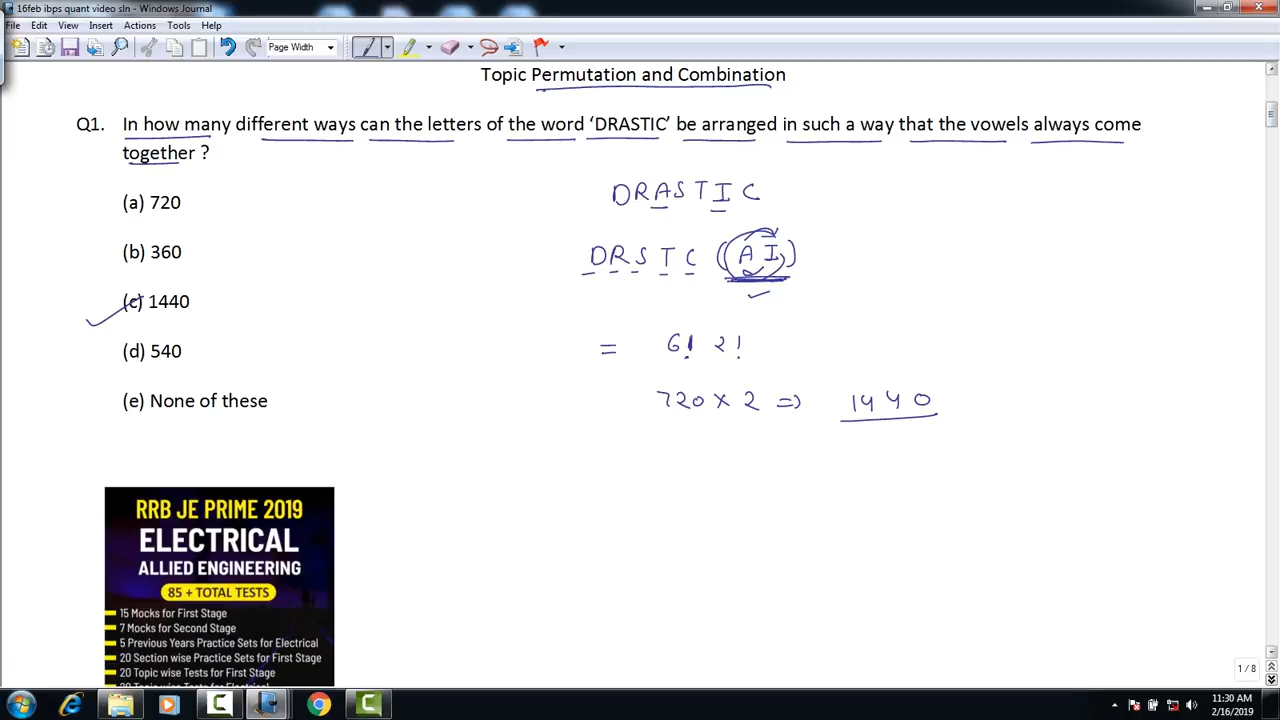 16feb ibps quant video sln - Windows Journal
File Edit View Insert Actions Tools Help
Page Width
Topic Permutation and Combination
Q1. In how many different ways can the letters of the word ‘DRASTIC’ be arranged in such a way that the vowels always come
together ?
(a) 720
(b) 360
(c) 1440
(d) 540
(e) None of these
DRASTIC
DRSTC (AI)
= 6! 2!
720 × 2 ⇒ 1440
RRB JE PRIME 2019
ELECTRICAL
ALLIED ENGINEERING
85 + TOTAL TESTS
15 Mocks for First Stage
7 Mocks for Second Stage
5 Previous Years Practice Sets for Electrical
20 Section wise Practice Sets for First Stage
20 Topic wise Tests for First Stage
1 / 8
11:30 AM
2/16/2019